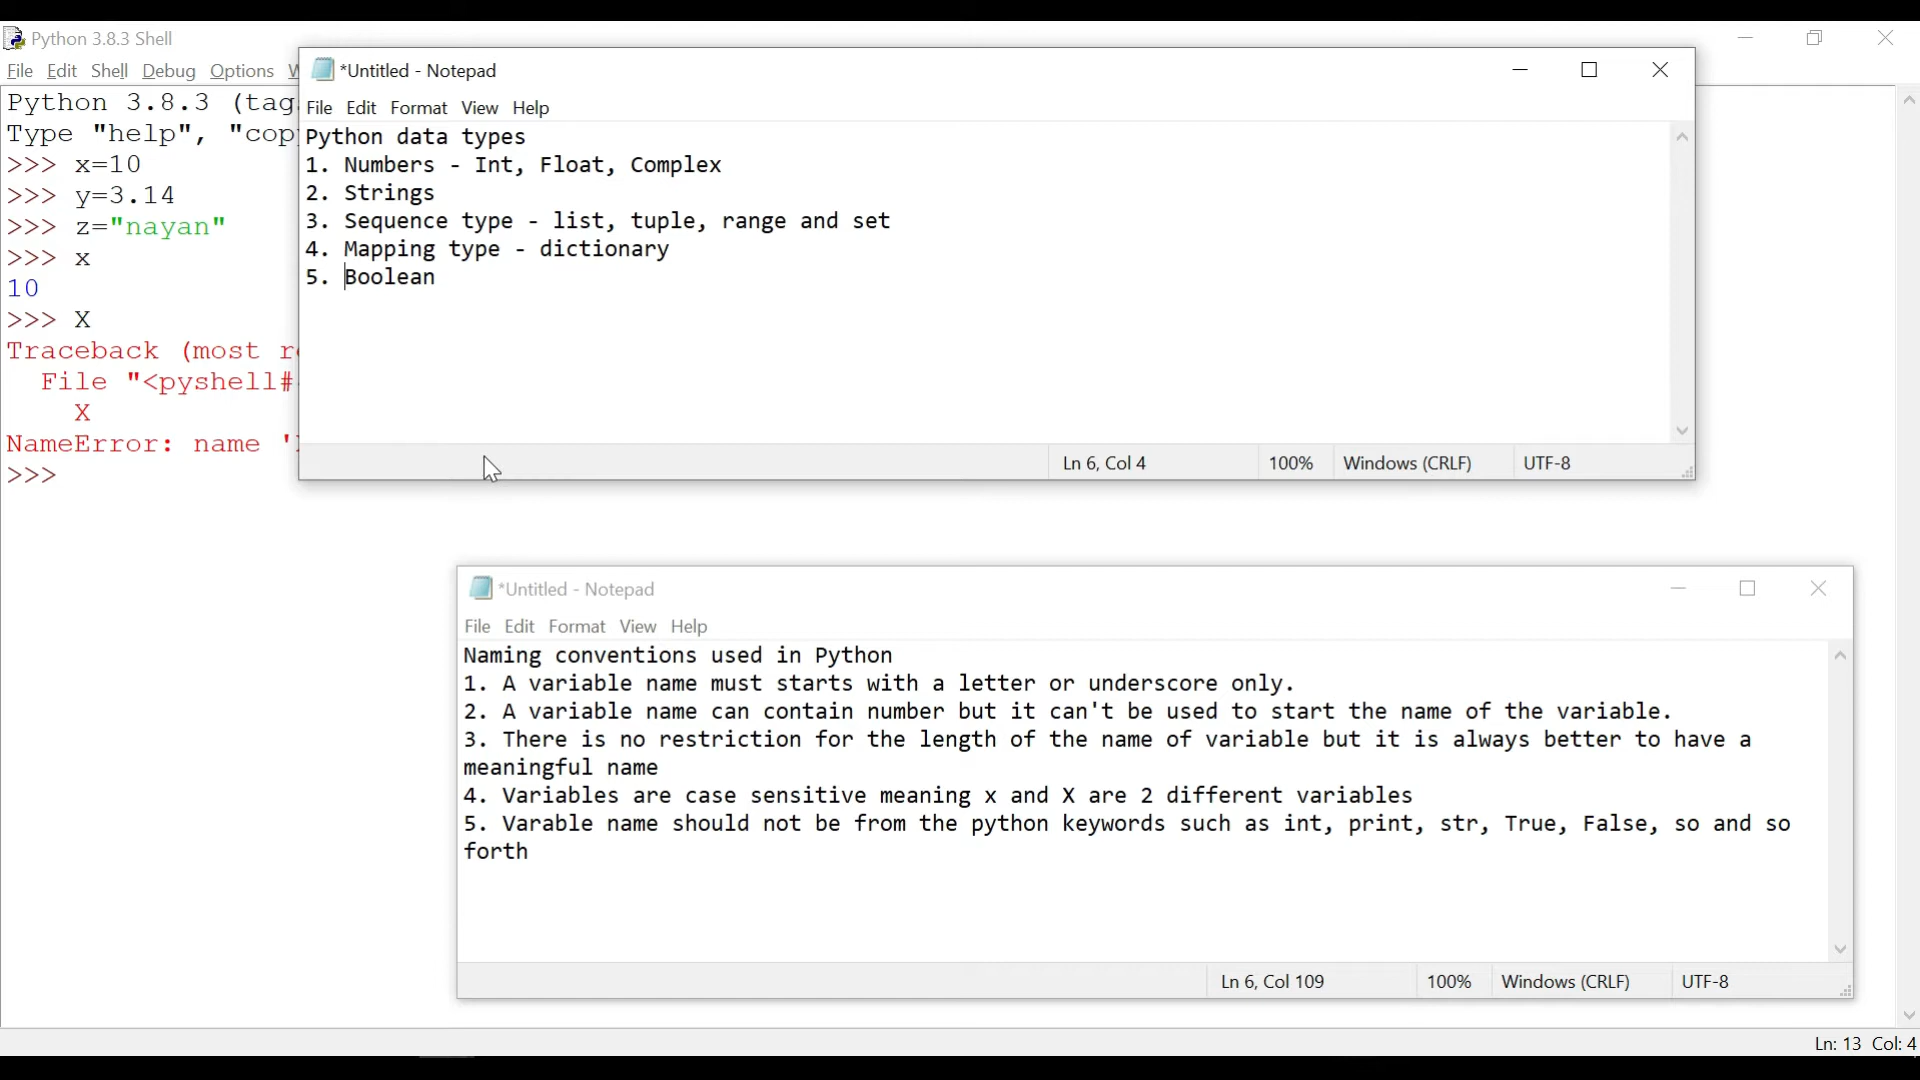 Python 3.8.3 Shell
File Edit Shell Debug Options
Python 3.8.3 (tag
Type "help", "cop
>>> x=10
>>> y=3.14
>>> z="nayan"
>>> x
10
>>> X
Traceback (most r
File "<pyshell#
X
NameError: name '
>>>
*Untitled - Notepad
File Edit Format View Help
Python data types
1. Numbers - Int, Float, Complex
2. Strings
3. Sequence type - list, tuple, range and set
4. Mapping type - dictionary
5. Boolean
Ln 6, Col 4 100% Windows (CRLF) UTF-8
*Untitled - Notepad
File Edit Format View Help
Naming conventions used in Python
1. A variable name must starts with a letter or underscore only.
2. A variable name can contain number but it can't be used to start the name of the variable.
3. There is no restriction for the length of the name of variable but it is always better to have a
meaningful name
4. Variables are case sensitive meaning x and X are 2 different variables
5. Varable name should not be from the python keywords such as int, print, str, True, False, so and so
forth
Ln 6, Col 109 100% Windows (CRLF) UTF-8
Ln: 13 Col: 4